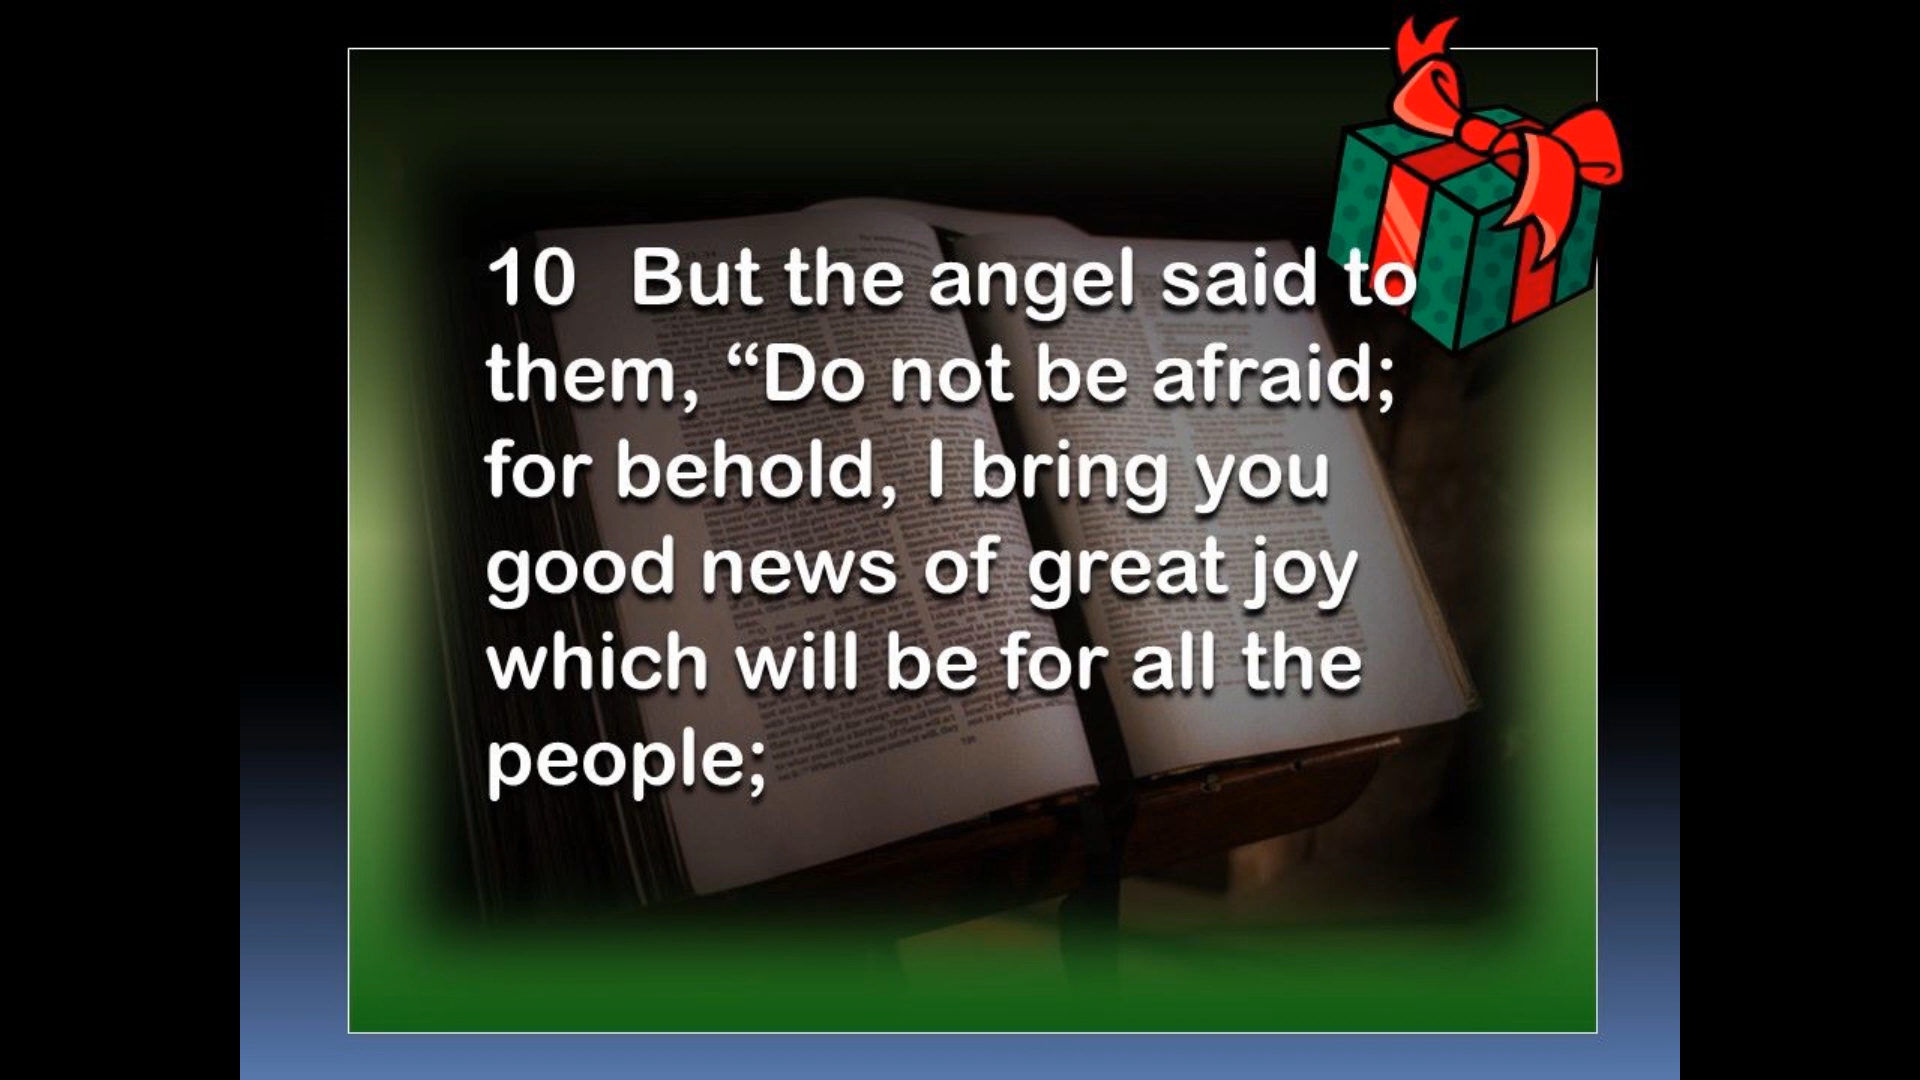 10  But the angel said to
them, “Do not be afraid;
for behold, I bring you
good news of great joy
which will be for all the
people;